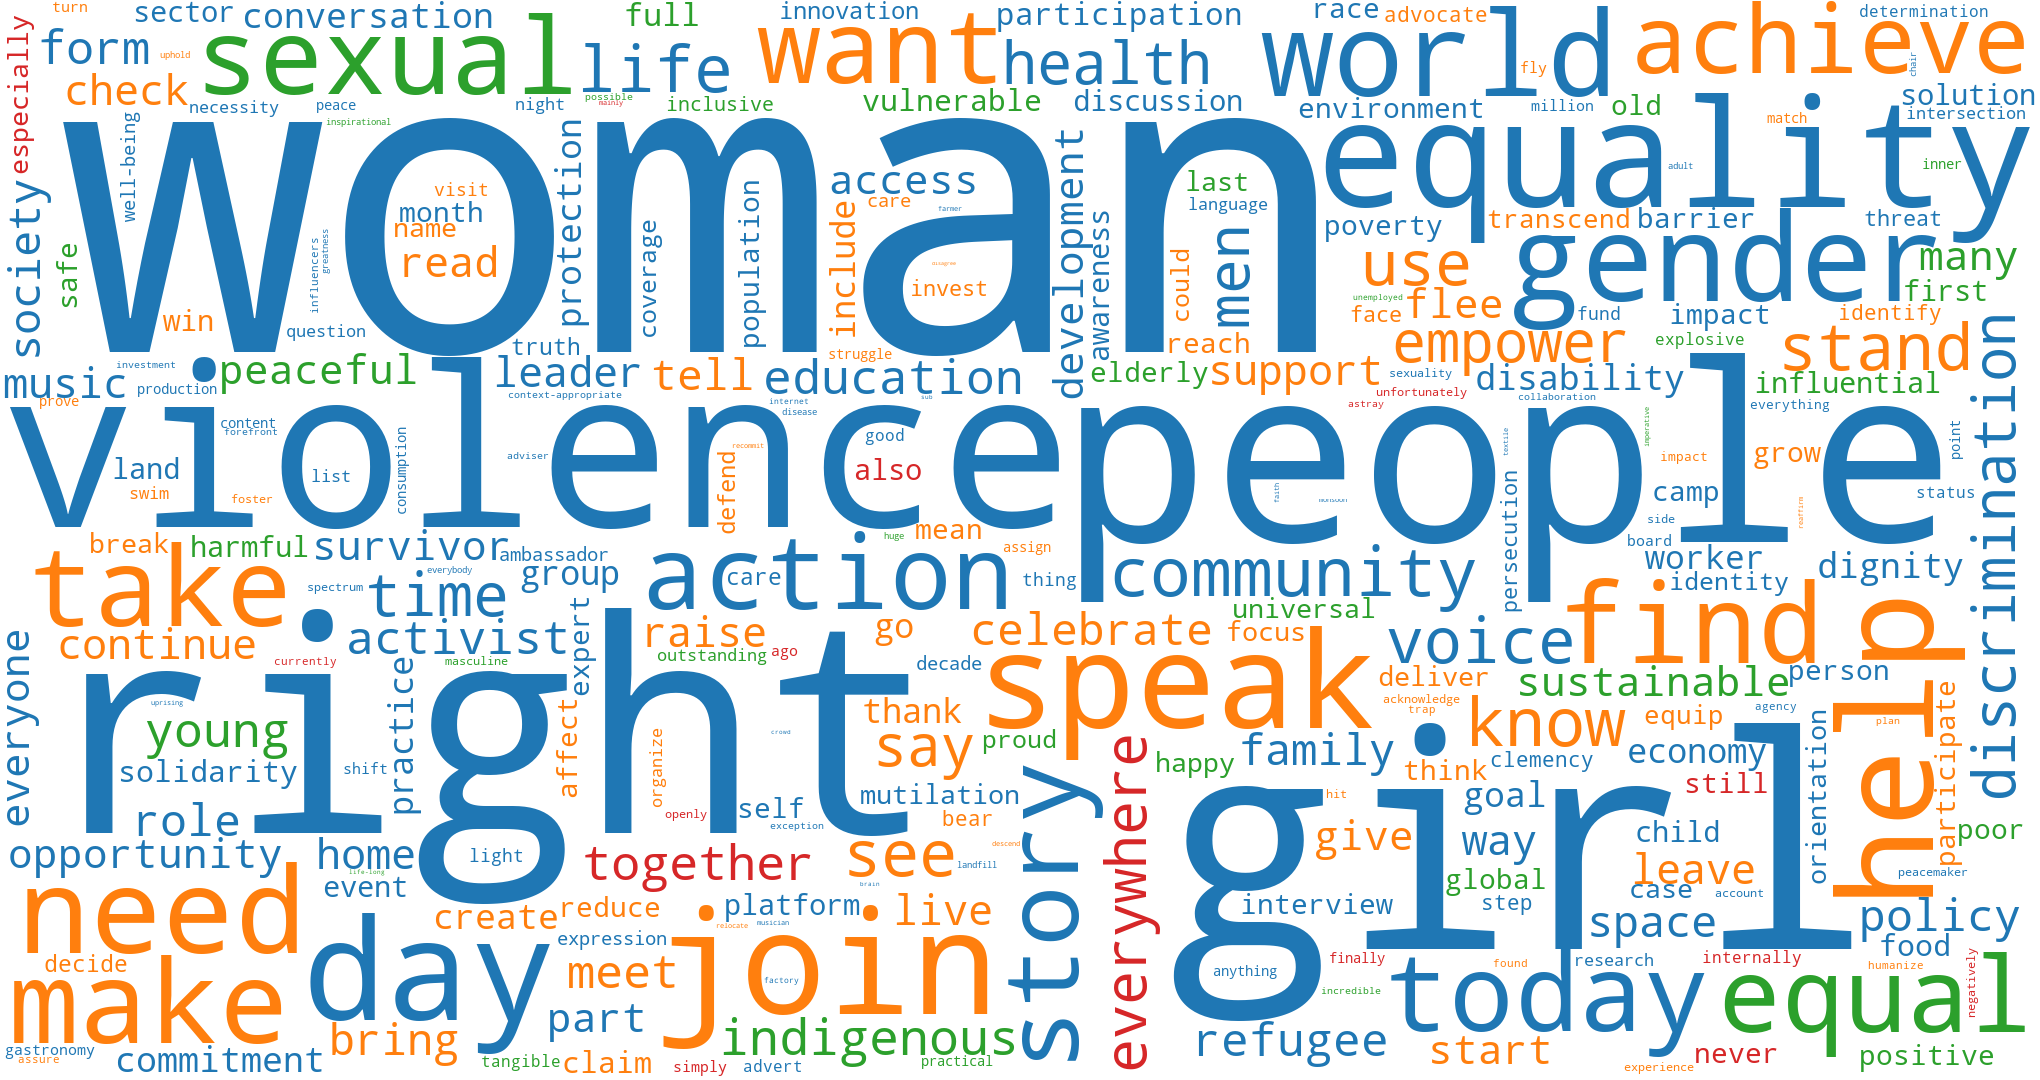 turn
sector
conversation
full
innovation
participation
race
advocate
determination
form
uphold
sexual
life
want
health
world
fly
achieve
chair
especially
check
necessity
peace
night
possible
mainly
inclusive
vulnerable
discussion
environment
million
old
solution
intersection
inspirational
match
woman
equality
well-being
protection
access
development
last
language
adult
inner
society
visit
month
name
read
population
include
care
farmer
awareness
men
poverty
transcend
barrier
threat
safe
influencers
greatness
coverage
disagree
invest
could
use
gender
many
first
win
question
truth
struggle
reach
unemployed
face
flee
fund
impact
identify
empower
explosive
stand
music
investment
production
peaceful
leader
tell
education
elderly
support
sexuality
disability
influential
discrimination
prove
context-appropriate
internet
disease
sub
astray
unfortunately
collaboration
everything
violence
people
content
forefront
consumption
adviser
recommit
good
imperative
textile
point
land
swim
list
foster
defend
also
faith
monsoon
persecution
impact
grow
camp
status
side
reaffirm
break
harmful
survivor
ambassador
huge
mean
assign
board
worker
dignity
take
everybody
spectrum
time
group
action
care
thing
community
identity
find
universal
everyone
continue
activist
expert
raise
go
celebrate
focus
voice
help
currently
masculine
outstanding
ago
decade
speak
deliver
sustainable
person
right
uprising
practice
affect
thank
acknowledge
trap
know
equip
agency
plan
participate
young
organize
crowd
say
proud
story
everywhere
happy
family
think
clemency
economy
orientation
solidarity
shift
self
mutilation
girl
still
role
openly
exception
bear
hit
goal
give
way
child
poor
opportunity
home
light
together
see
landfill
descend
global
leave
peacemaker
life-long
event
brain
case
account
need
create
reduce
platform
live
interview
step
space
policy
day
relocate
musician
expression
join
food
decide
meet
factory
anything
finally
found
research
internally
humanize
negatively
make
incredible
today
equal
bring
part
indigenous
refugee
start
never
positive
gastronomy
assure
commitment
tangible
claim
simply
advert
practical
experience